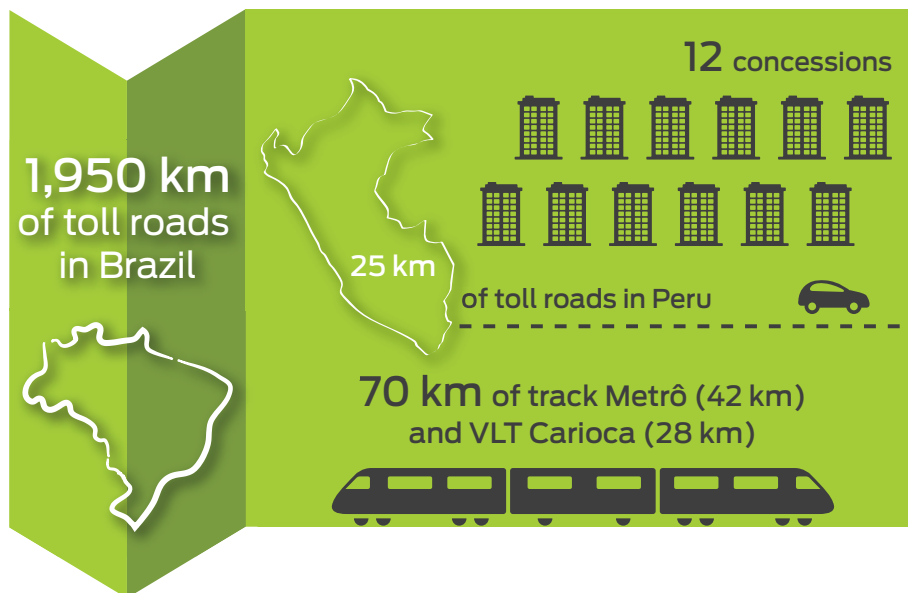 1,950 km
of toll roads
in Brazil
12 concessions
25 km
of toll roads in Peru
70 km of track Metrô (42 km)
and VLT Carioca (28 km)